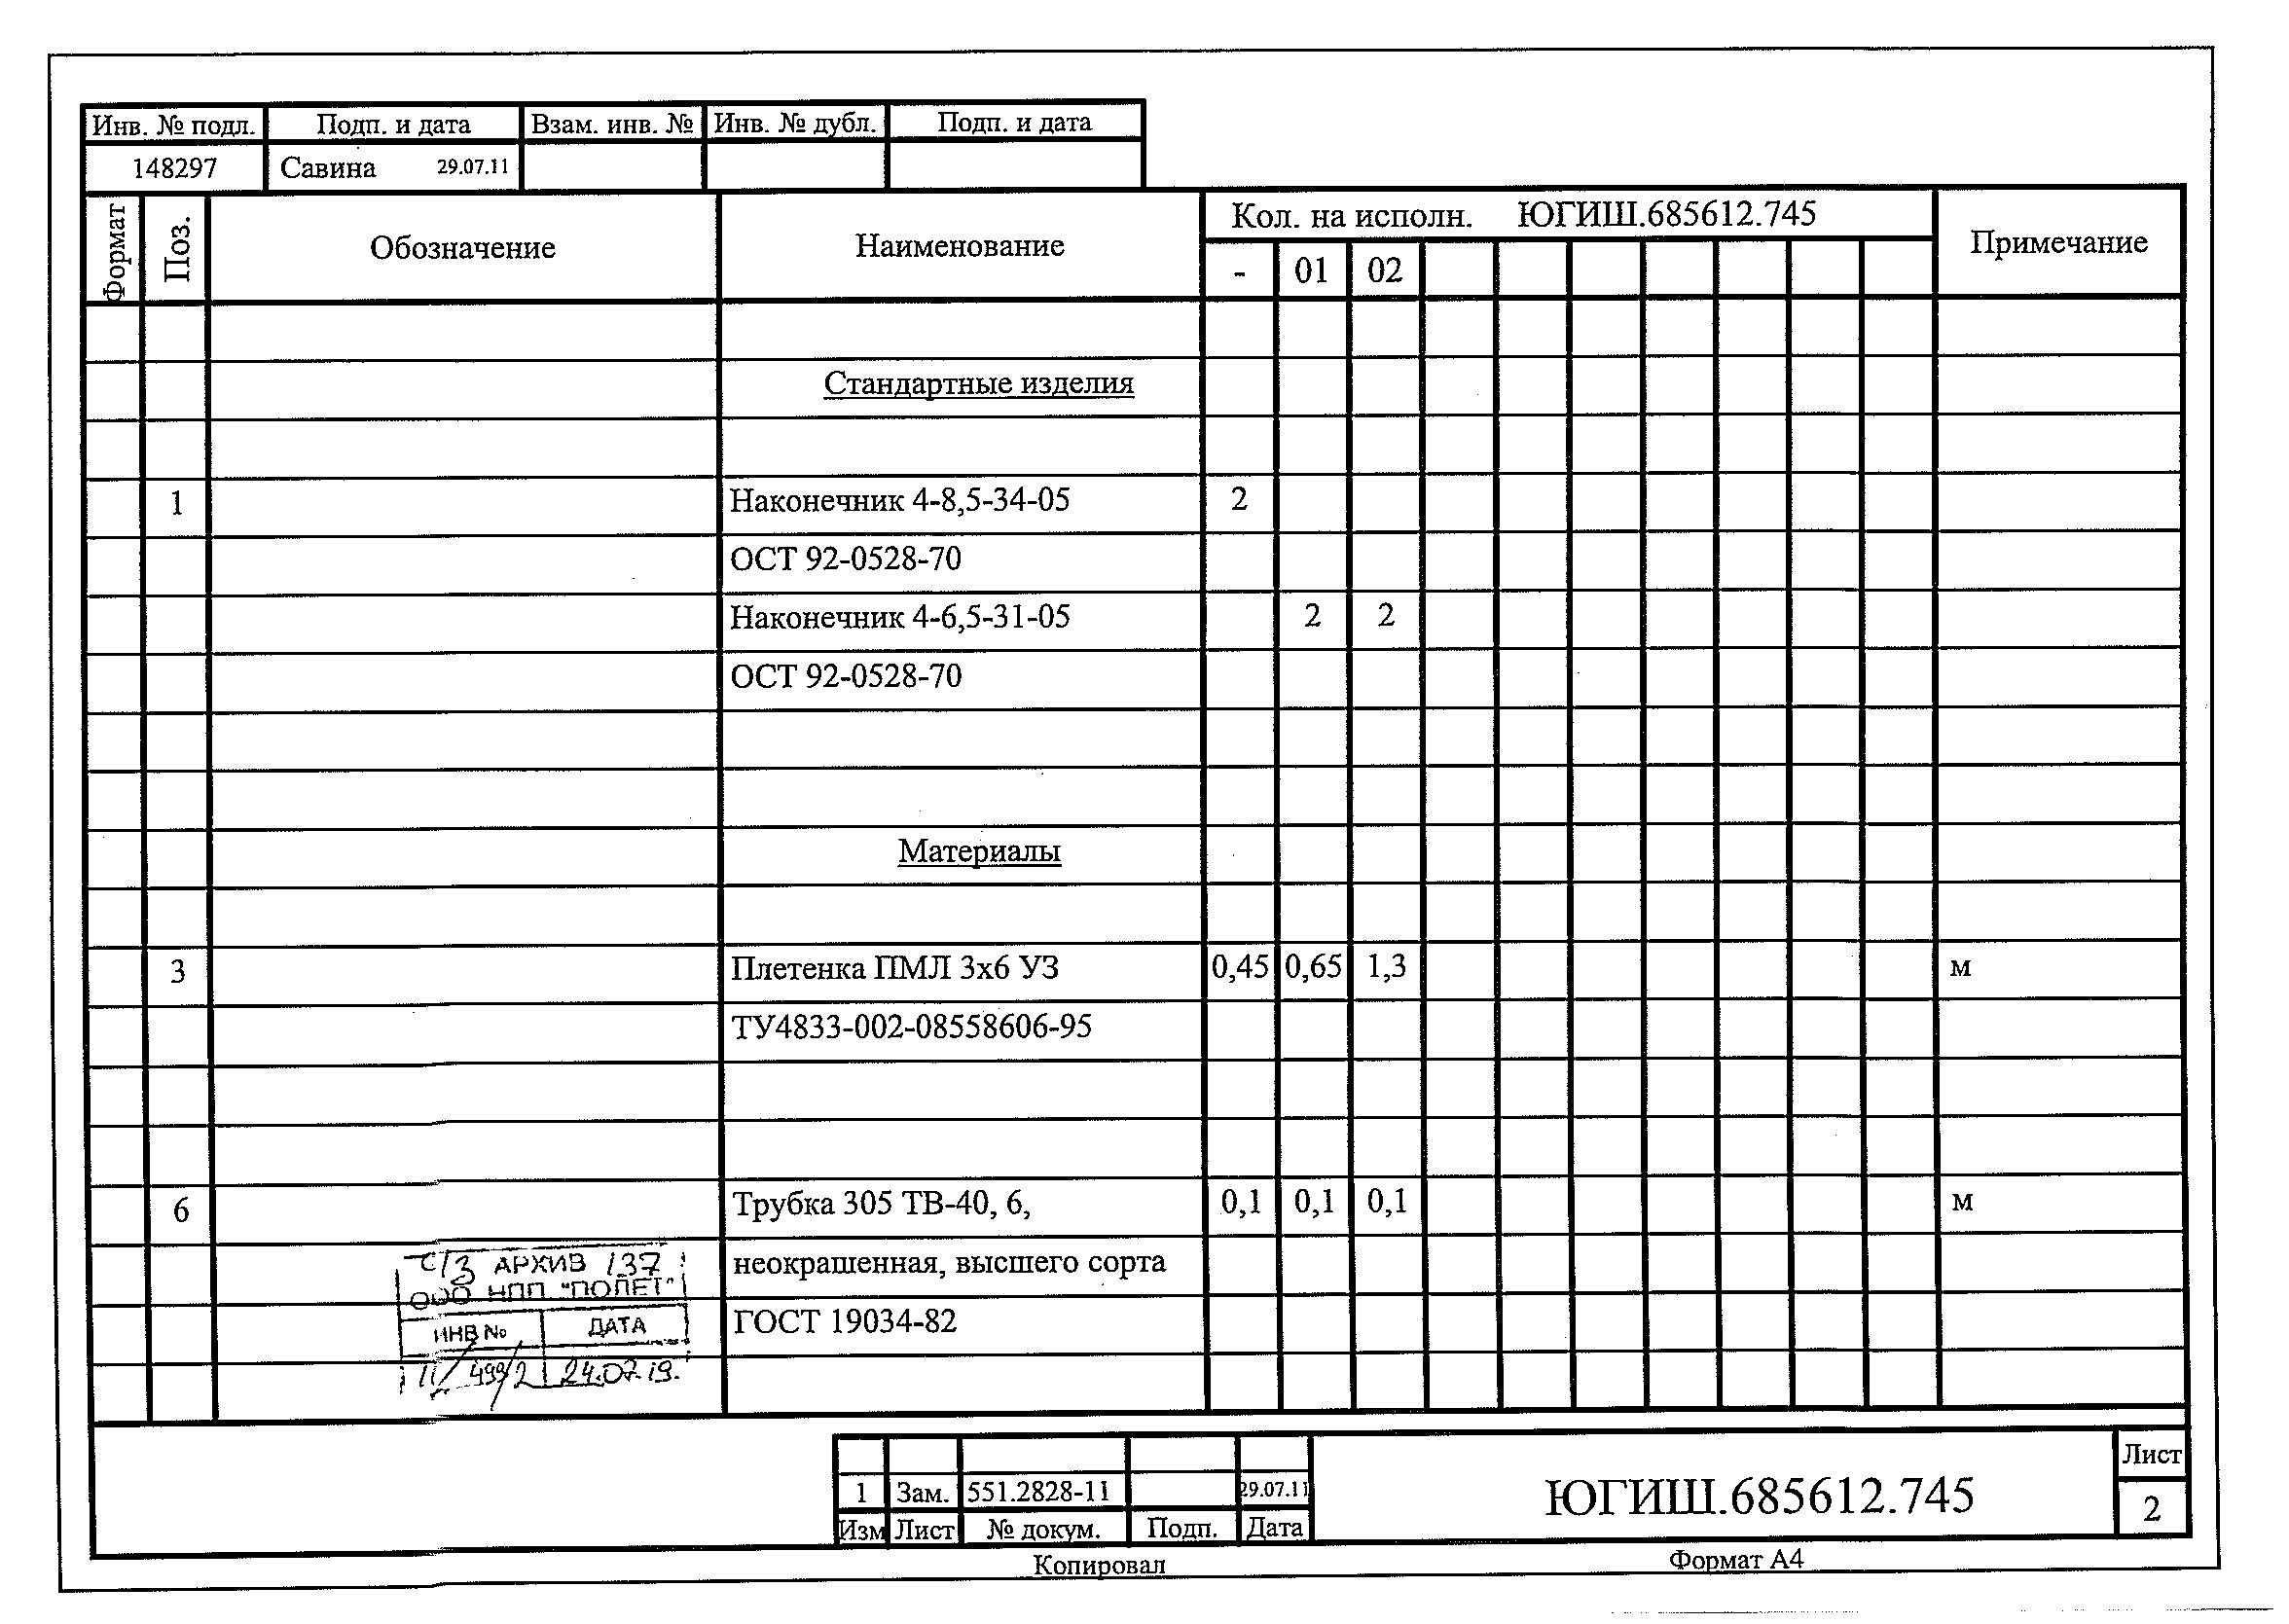 Инв. № подл. Подп. и дата Взам. инв. № Инв. № дубл. Подп. и дата
148297 Савина 29.07.11
Формат Поз. Обозначение Наименование Кол. на исполн. ЮГИШ.685612.745 Примечание
- 01 02
Стандартные изделия
1 Наконечник 4-8,5-34-05 2
ОСТ 92-0528-70
Наконечник 4-6,5-31-05 2 2
ОСТ 92-0528-70
Материалы
3 Плетенка ПМЛ 3х6 УЗ 0,45 0,65 1,3 м
ТУ4833-002-08558606-95
6 Трубка 305 ТВ-40, 6, 0,1 0,1 0,1 м
неокрашенная, высшего сорта
ГОСТ 19034-82
АРХИВ 137
ООО НПП "ПОЛЕТ"
ИНВ № ДАТА
11/499/2 24.07.19.
1 Зам. 551.2828-11 29.07.11
Изм Лист № докум. Подп. Дата
ЮГИШ.685612.745
Лист
2
Копировал Формат А4